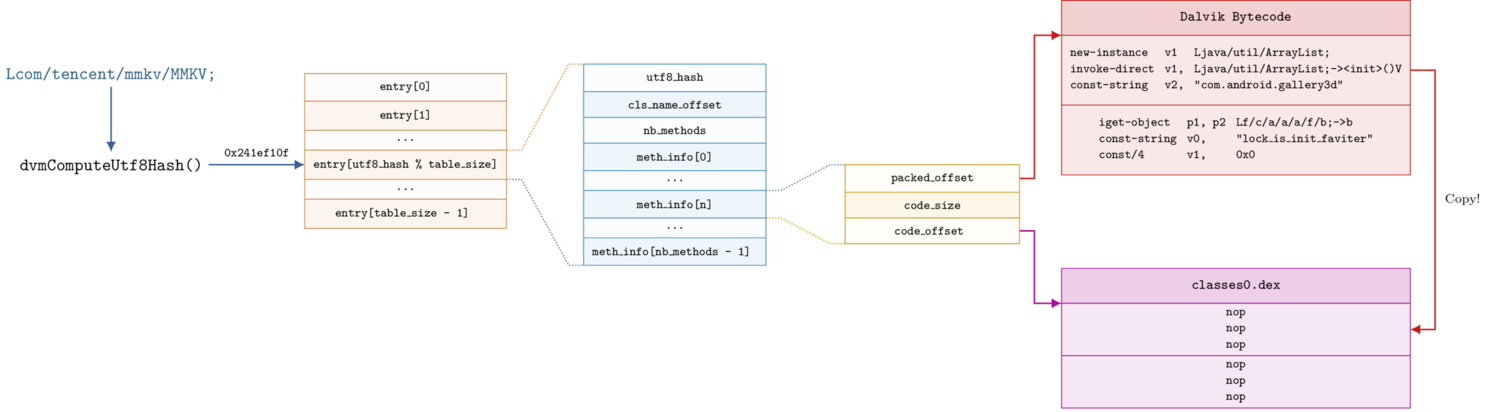 Lcom/tencent/mmkv/MMKV;
dvmComputeUtf8Hash()
0x241ef10f
entry[0]
entry[1]
...
entry[utf8_hash % table_size]
...
entry[table_size - 1]
utf8_hash
cls_name_offset
nb_methods
meth_info[0]
...
meth_info[n]
...
meth_info[nb_methods - 1]
packed_offset
code_size
code_offset
Dalvik Bytecode
new-instance v1 Ljava/util/ArrayList;
invoke-direct v1, Ljava/util/ArrayList;-><init>()V
const-string v2, "com.android.gallery3d"
iget-object p1, p2 Lf/c/a/a/a/f/b;->b
const-string v0, "lock_is_init_faviter"
const/4 v1, 0x0
Copy!
classes0.dex
nop
nop
nop
nop
nop
nop